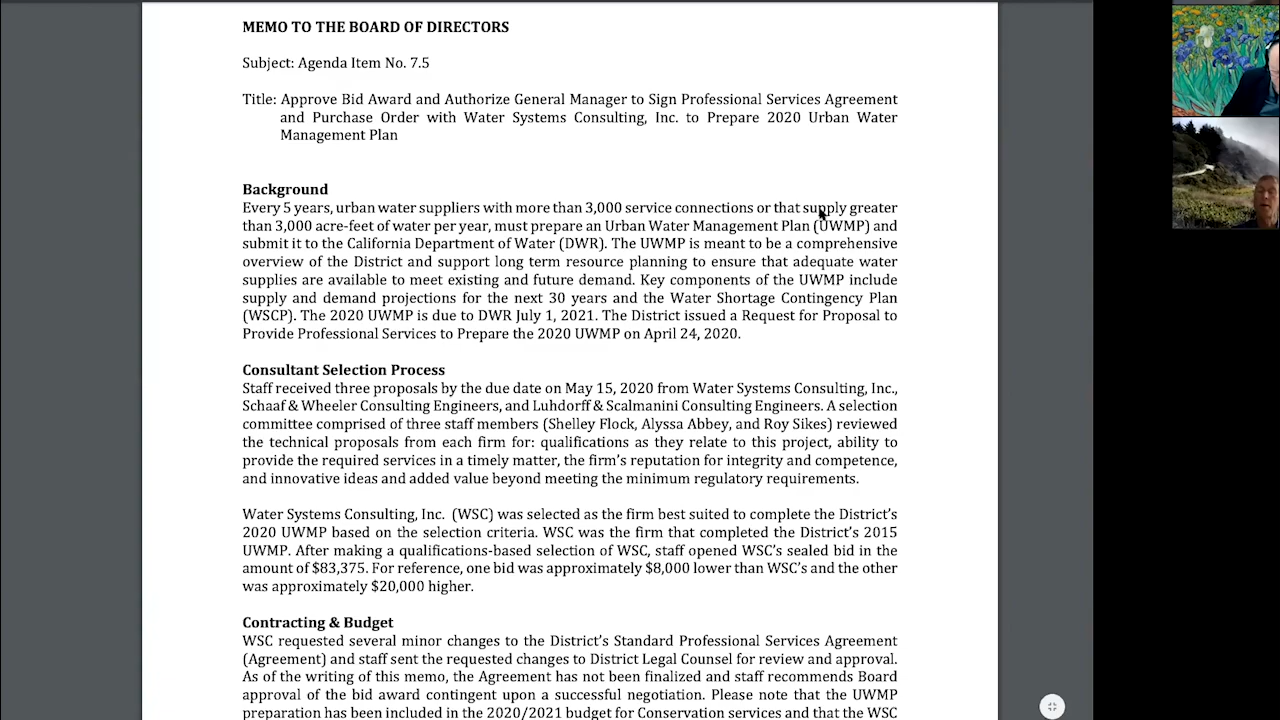 MEMO TO THE BOARD OF DIRECTORS
Subject: Agenda Item No. 7.5
Title: Approve Bid Award and Authorize General Manager to Sign Professional Services Agreement
and Purchase Order with Water Systems Consulting, Inc. to Prepare 2020 Urban Water
Management Plan
Background
Every 5 years, urban water suppliers with more than 3,000 service connections or that supply greater
than 3,000 acre-feet of water per year, must prepare an Urban Water Management Plan (UWMP) and
submit it to the California Department of Water (DWR). The UWMP is meant to be a comprehensive
overview of the District and support long term resource planning to ensure that adequate water
supplies are available to meet existing and future demand. Key components of the UWMP include
supply and demand projections for the next 30 years and the Water Shortage Contingency Plan
(WSCP). The 2020 UWMP is due to DWR July 1, 2021. The District issued a Request for Proposal to
Provide Professional Services to Prepare the 2020 UWMP on April 24, 2020.
Consultant Selection Process
Staff received three proposals by the due date on May 15, 2020 from Water Systems Consulting, Inc.,
Schaaf & Wheeler Consulting Engineers, and Luhdorff & Scalmanini Consulting Engineers. A selection
committee comprised of three staff members (Shelley Flock, Alyssa Abbey, and Roy Sikes) reviewed
the technical proposals from each firm for: qualifications as they relate to this project, ability to
provide the required services in a timely matter, the firm's reputation for integrity and competence,
and innovative ideas and added value beyond meeting the minimum regulatory requirements.
Water Systems Consulting, Inc. (WSC) was selected as the firm best suited to complete the District's
2020 UWMP based on the selection criteria. WSC was the firm that completed the District's 2015
UWMP. After making a qualifications-based selection of WSC, staff opened WSC's sealed bid in the
amount of $83,375. For reference, one bid was approximately $8,000 lower than WSC's and the other
was approximately $20,000 higher.
Contracting & Budget
WSC requested several minor changes to the District's Standard Professional Services Agreement
(Agreement) and staff sent the requested changes to District Legal Counsel for review and approval.
As of the writing of this memo, the Agreement has not been finalized and staff recommends Board
approval of the bid award contingent upon a successful negotiation. Please note that the UWMP
preparation has been included in the 2020/2021 budget for Conservation services and that the WSC